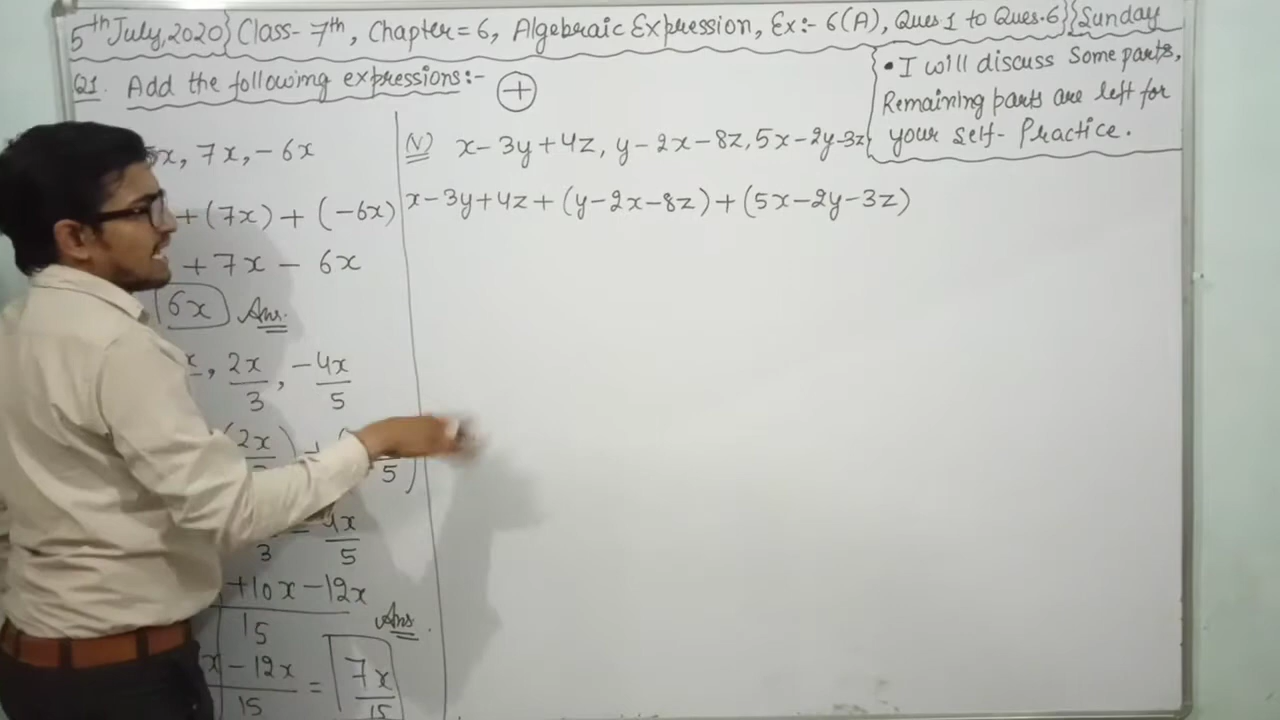 5th July, 2020} Class- 7th, Chapter = 6, Algebraic Expression, Ex:- 6(A), Ques 1 to Ques.6} {Sunday
Q1. Add the following expressions:- +
• I will discuss some parts,
Remaining parts are left for
your self- Practice.
5x, 7x, -6x
+ (7x) + (-6x)
+ 7x - 6x
6x Ans.
, 2x/3, -4x/5
(2x
5)
3 - 4x/5
+10x -12x
15
Ans.
x - 12x/15 = 7x/15
(V) x-3y+4z, y-2x-8z, 5x-2y-3z
x-3y+4z+(y-2x-8z)+(5x-2y-3z)